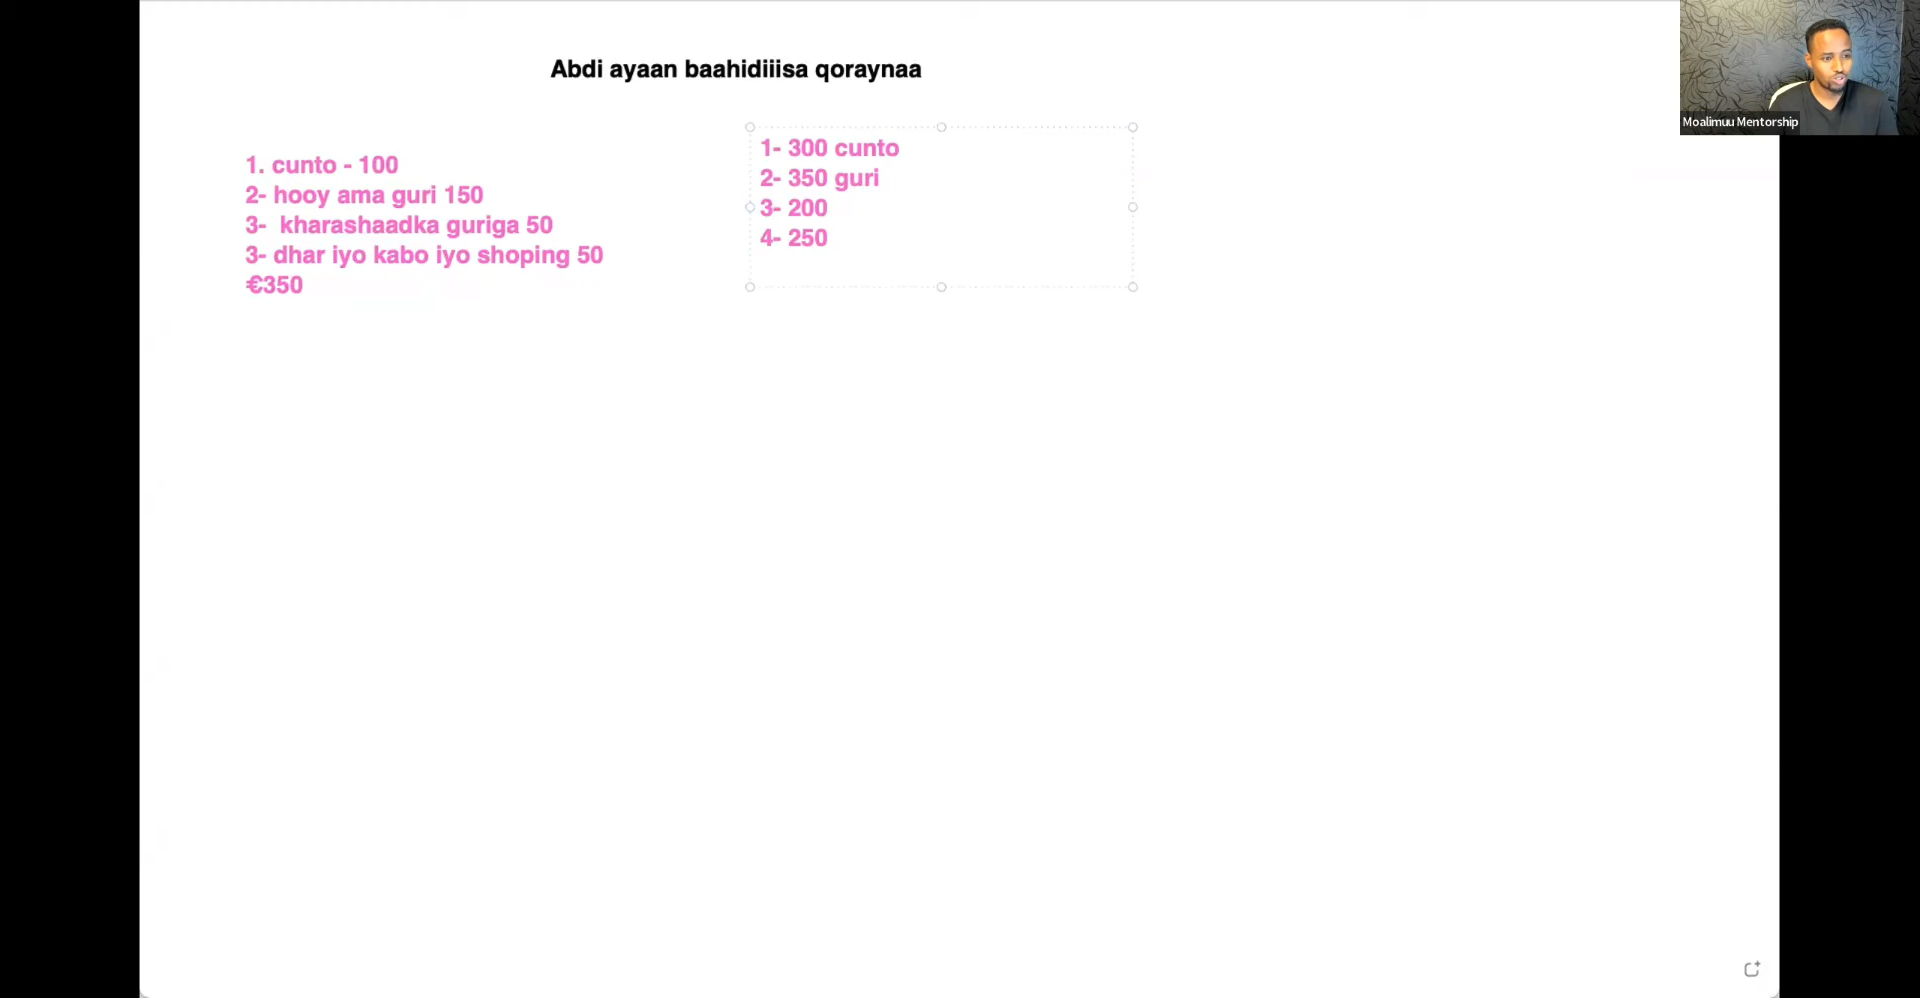 Abdi ayaan baahidiiisa qoraynaa
1. cunto - 100
2- hooy ama guri 150
3-  kharashaadka guriga 50
3- dhar iyo kabo iyo shoping 50
€350
1- 300 cunto
2- 350 guri
3- 200
4- 250
Moalimuu Mentorship